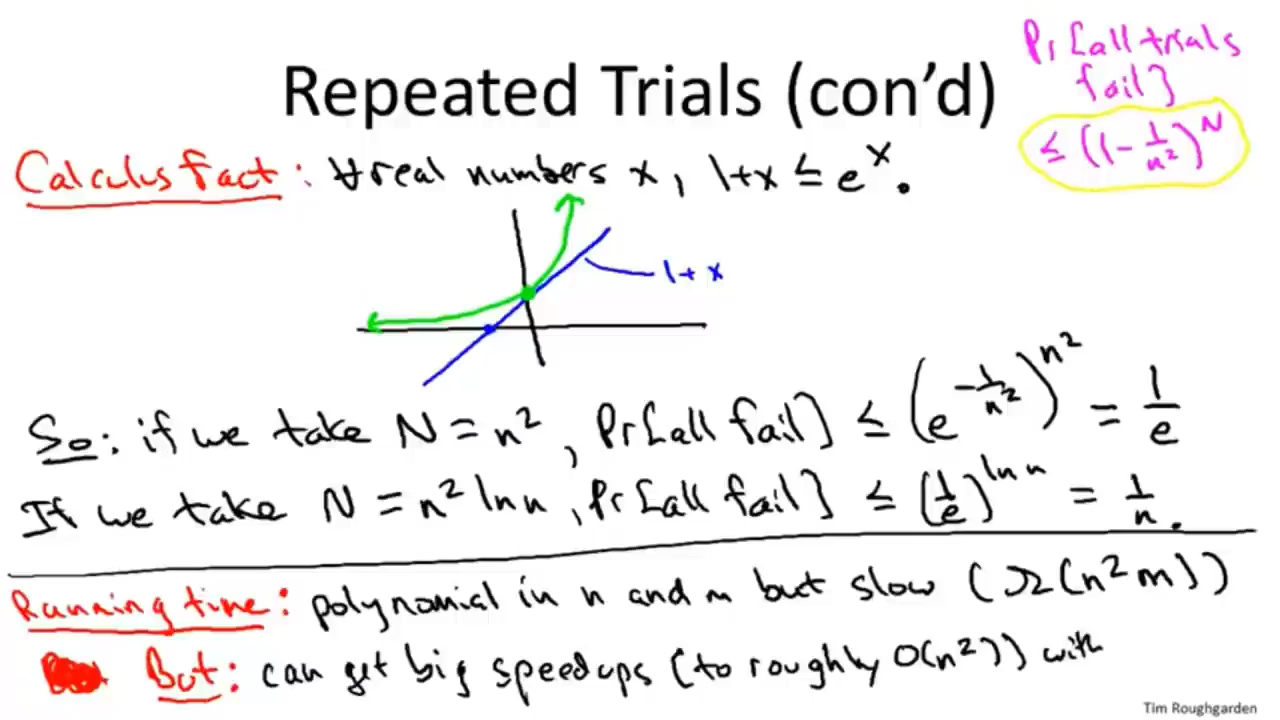 Repeated Trials (con'd)
Pr[all trials
fail]
≤ (1 - 1/n²)^N
Calculus fact: ∀ real numbers x, 1+x ≤ e^x.
1+x
So: if we take N = n², Pr[all fail] ≤ (e^(-1/n²))^(n²) = 1/e
If we take N = n² ln n, Pr[all fail] ≤ (1/e)^(ln n) = 1/n.
Running time: polynomial in n and m but slow (Ω(n²m))
But: can get big speedups (to roughly O(n²)) with
Tim Roughgarden